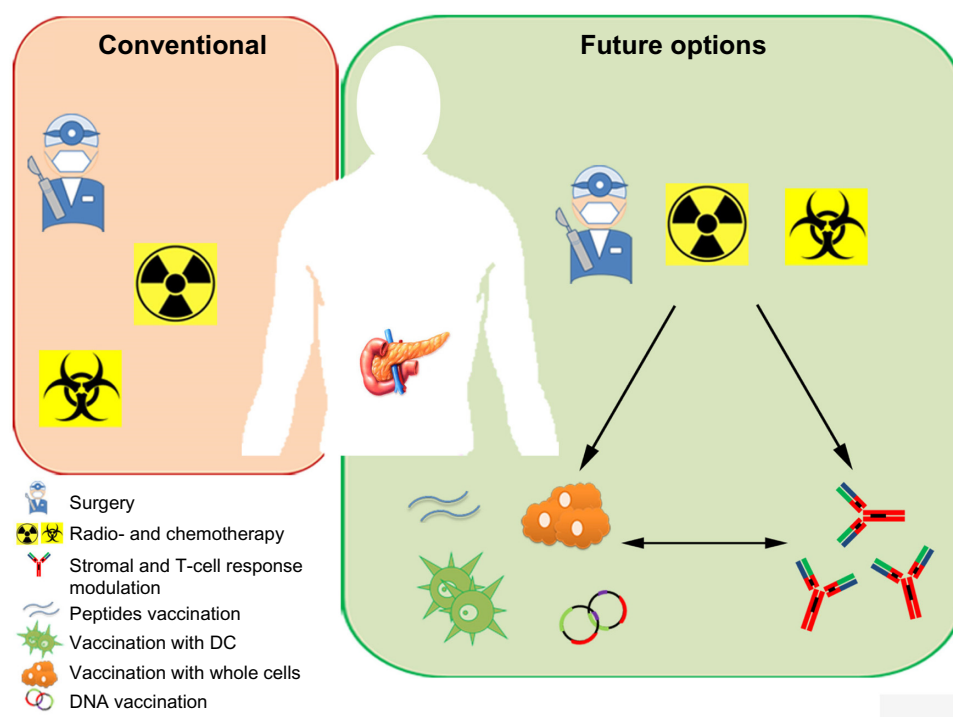 Conventional
Future options
Surgery
Radio- and chemotherapy
Stromal and T-cell response
modulation
Peptides vaccination
Vaccination with DC
Vaccination with whole cells
DNA vaccination